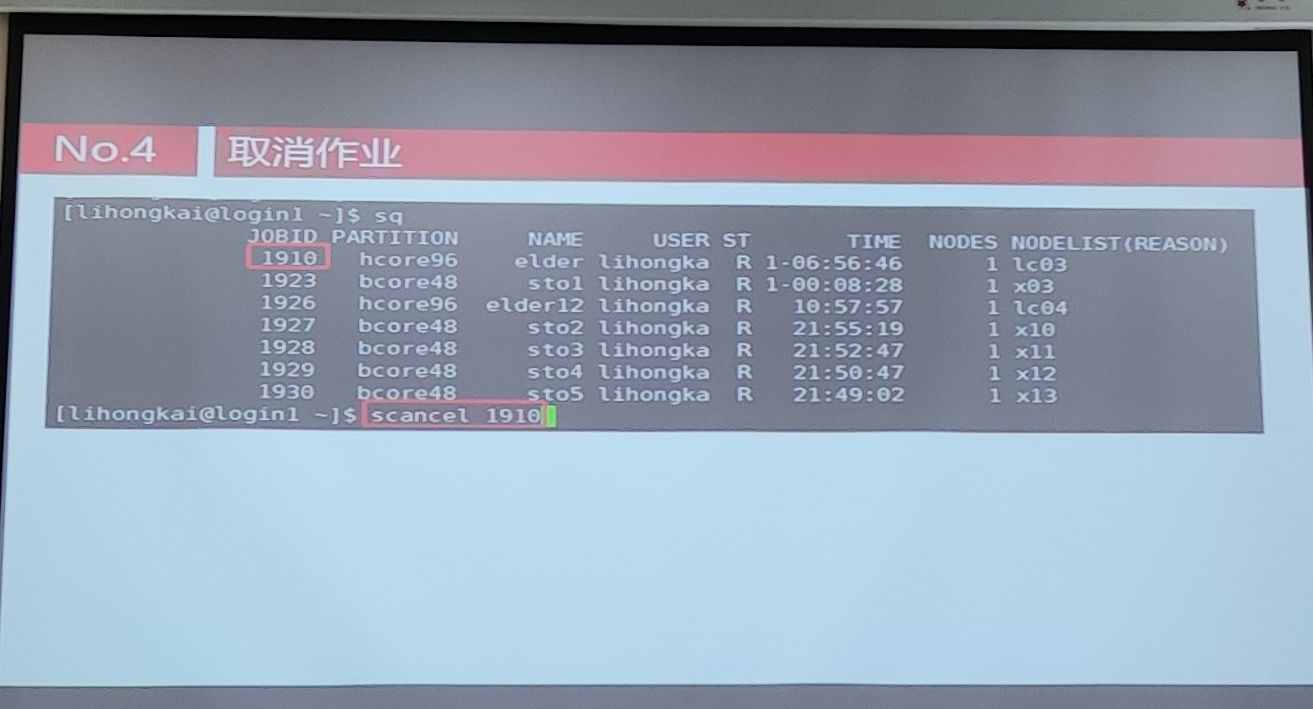 No.4 取消作业
[lihongkai@login1 ~]$ sq
JOBID PARTITION NAME USER ST TIME NODES NODELIST(REASON)
1910 hcore96 elder lihongka R 1-06:56:46 1 lc03
1923 bcore48 sto1 lihongka R 1-00:08:28 1 x03
1926 hcore96 elder12 lihongka R 10:57:57 1 lc04
1927 bcore48 sto2 lihongka R 21:55:19 1 x10
1928 bcore48 sto3 lihongka R 21:52:47 1 x11
1929 bcore48 sto4 lihongka R 21:50:47 1 x12
1930 bcore48 sto5 lihongka R 21:49:02 1 x13
[lihongkai@login1 ~]$ scancel 1910